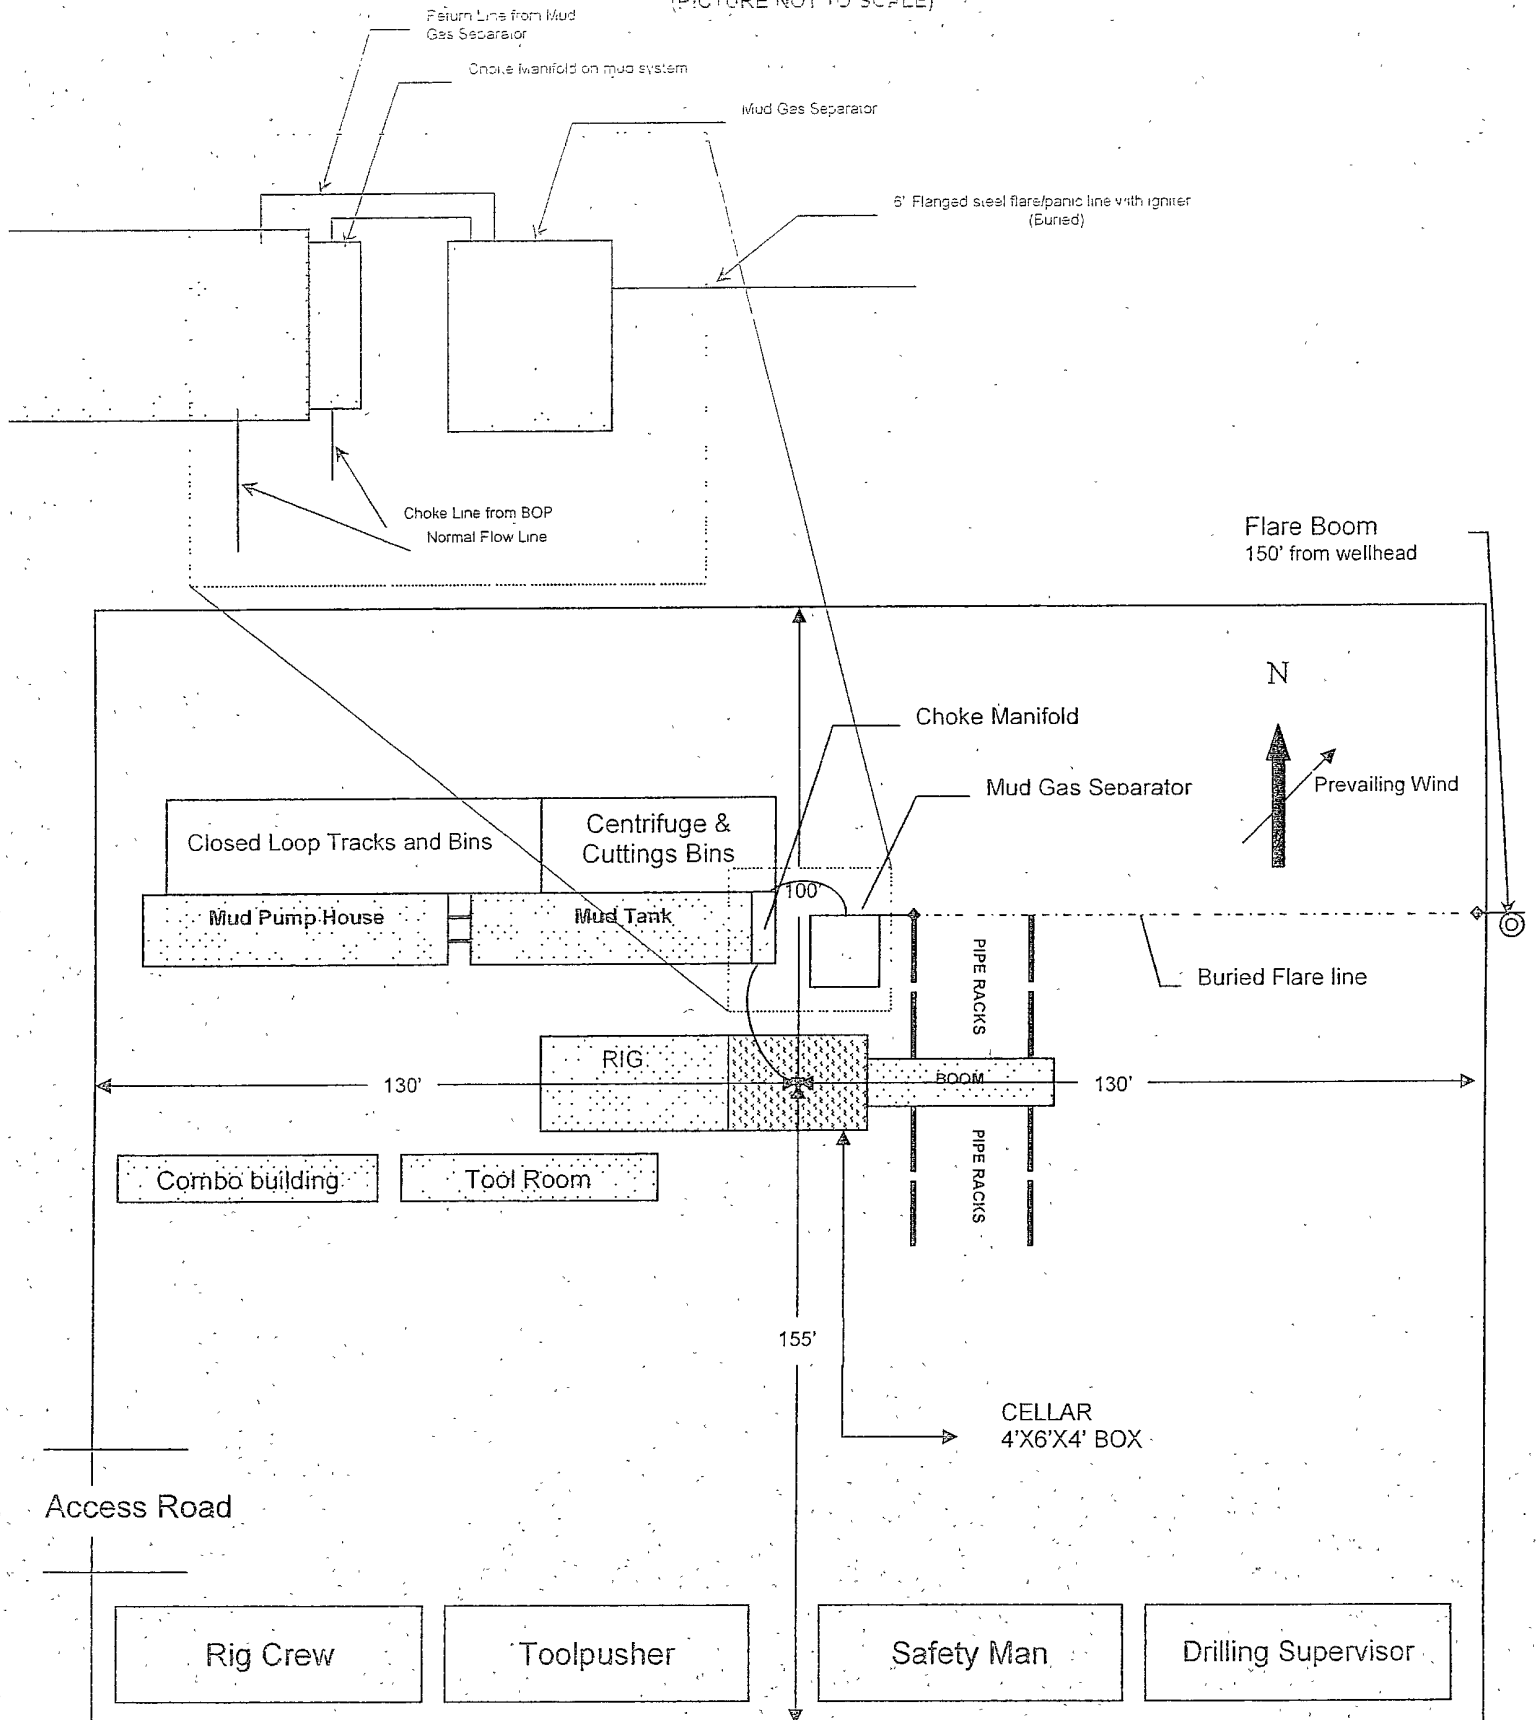 (PICTURE NOT TO SCALE)
Return Line from Mud
Gas Separator
Choke Manifold on mud system
Mud Gas Separator
6' Flanged steel flare/panic line with igniter
(Buried)
Choke Line from BOP
Normal Flow Line
Flare Boom
150' from wellhead
N
Prevailing Wind
Choke Manifold
Mud Gas Separator
Closed Loop Tracks and Bins
Centrifuge &
Cuttings Bins
100'
Mud Pump House
Mud Tank
PIPE RACKS
Buried Flare line
RIG
130'
BOOM
130'
PIPE RACKS
Combo building
Tool Room
155'
CELLAR
4'X6'X4' BOX
Access Road
Rig Crew
Toolpusher
Safety Man
Drilling Supervisor